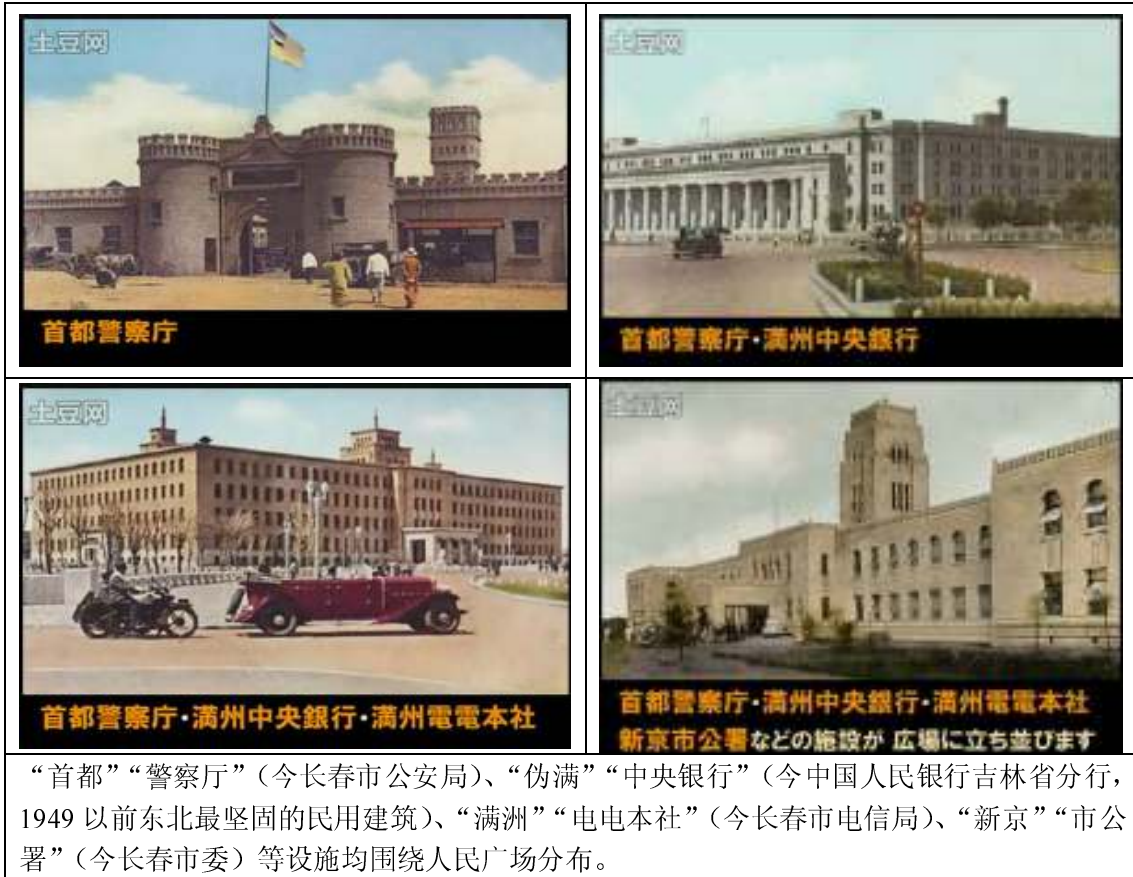 土豆网
首都警察庁
土豆网
首都警察庁・満州中央銀行
土豆网
首都警察庁・満州中央銀行・満州電電本社
土豆网
首都警察庁・満州中央銀行・満州電電本社
新京市公署などの施設が 広場に立ち並びます
“首都”“警察厅”（今长春市公安局）、“伪满”“中央银行”（今中国人民银行吉林省分行，
1949 以前东北最坚固的民用建筑）、“满洲”“电电本社”（今长春市电信局）、“新京”“市公
署”（今长春市委）等设施均围绕人民广场分布。